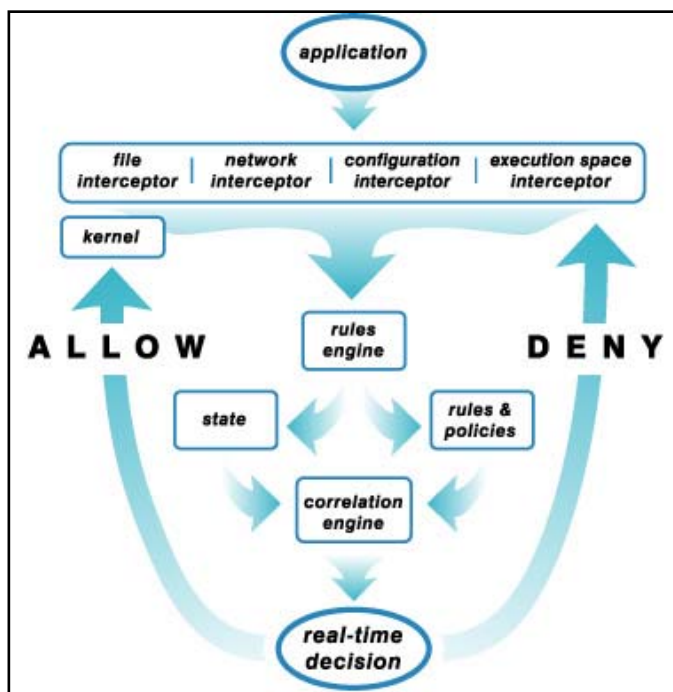 application
file
interceptor
network
interceptor
configuration
interceptor
execution space
interceptor
kernel
rules
engine
ALLOW
DENY
state
rules &
policies
correlation
engine
real-time
decision